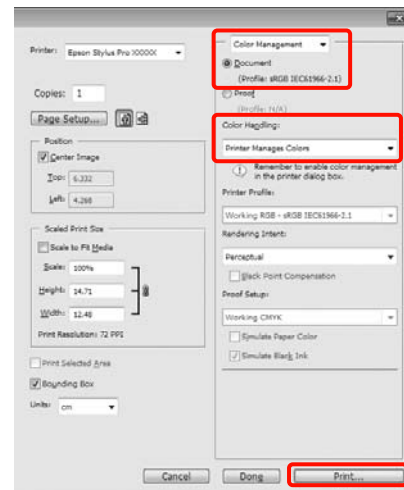 Printer: Epson Stylus Pro XXXXX
Copies: 1
Page Setup...
Position
Center Image
Top: 6.332
Left: 4.268
Scaled Print Size
Scale to Fit Media
Scale: 100%
Height: 14.71
Width: 12.48
Print Resolution: 72 PPI
Print Selected Area
Bounding Box
Units: cm
Color Management
Document
(Profile: sRGB IEC61966-2.1)
Proof
(Profile: N/A)
Color Handling:
Printer Manages Colors
Remember to enable color management
in the printer dialog box.
Printer Profile:
Working RGB - sRGB IEC61966-2.1
Rendering Intent:
Perceptual
Black Point Compensation
Proof Setup:
Working CMYK
Simulate Paper Color
Simulate Black Ink
Cancel
Done
Print...